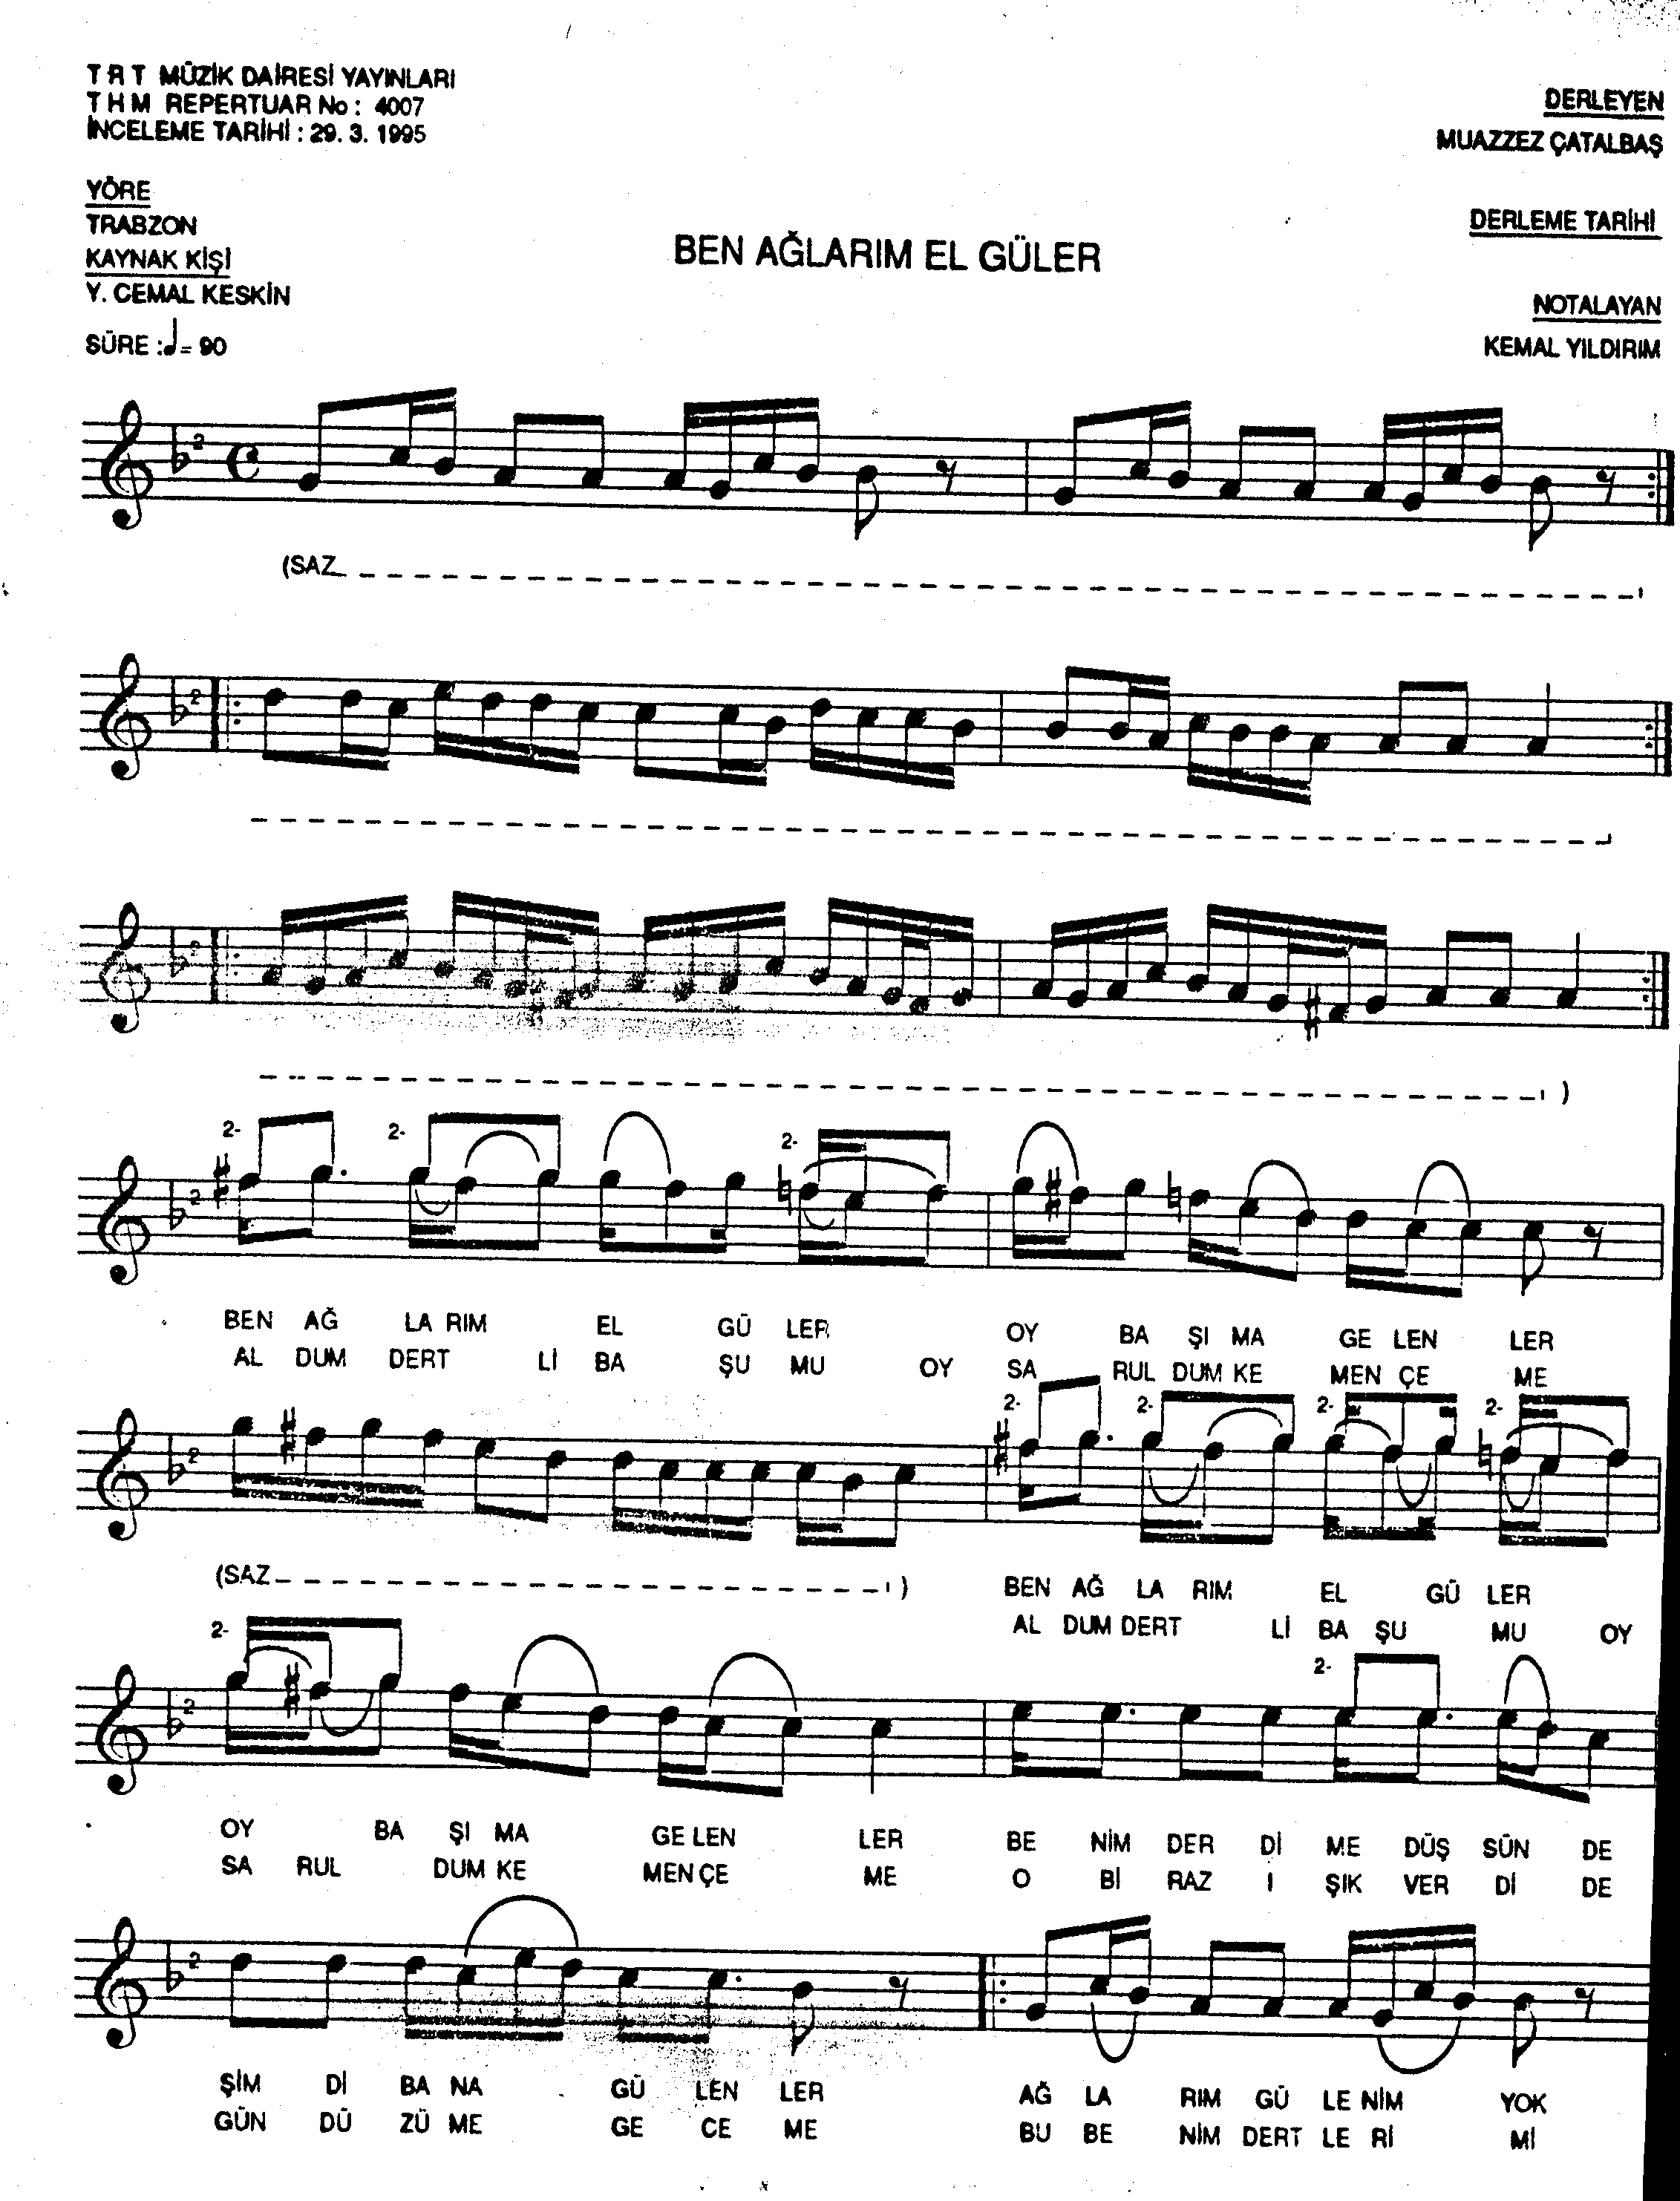 T R T MÜZİK DAİRESİ YAYINLARI
T H M REPERTUAR No : 4007
İNCELEME TARİHİ : 29. 3. 1995
DERLEYEN
MUAZZEZ ÇATALBAŞ
YÖRE
TRABZON
KAYNAK KİŞİ
Y. CEMAL KESKİN
SÜRE : ♩ = 90
BEN AĞLARIM EL GÜLER
DERLEME TARİHİ
NOTALAYAN
KEMAL YILDIRIM
(SAZ
)
BEN AĞ LA RIM EL GÜ LER OY BA ŞI MA GE LEN LER
AL DUM DERT Lİ BA ŞU MU OY SA RUL DUM KE MEN ÇE ME
(SAZ ) BEN AĞ LA RIM EL GÜ LER
AL DUM DERT Lİ BA ŞU MU OY
OY BA ŞI MA GE LEN LER BE NİM DER Dİ ME DÜŞ SÜN DE
SA RUL DUM KE MEN ÇE ME O Bİ RAZ I ŞIK VER Dİ DE
ŞİM Dİ BA NA GÜ LEN LER AĞ LA RIM GÜ LE NİM YOK
GÜN DÜ ZÜ ME GE CE ME BU BE NİM DERT LE Rİ Mİ